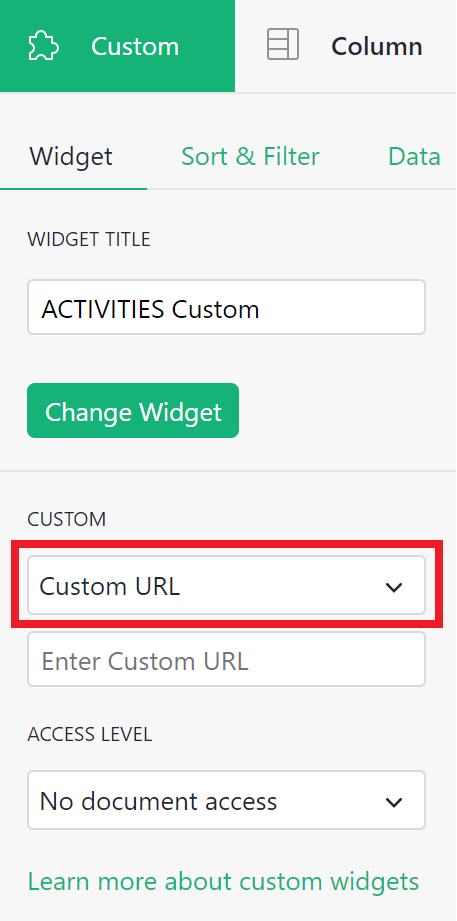 Custom Column
Widget Sort & Filter Data
WIDGET TITLE
ACTIVITIES Custom
Change Widget
CUSTOM
Custom URL
Enter Custom URL
ACCESS LEVEL
No document access
Learn more about custom widgets